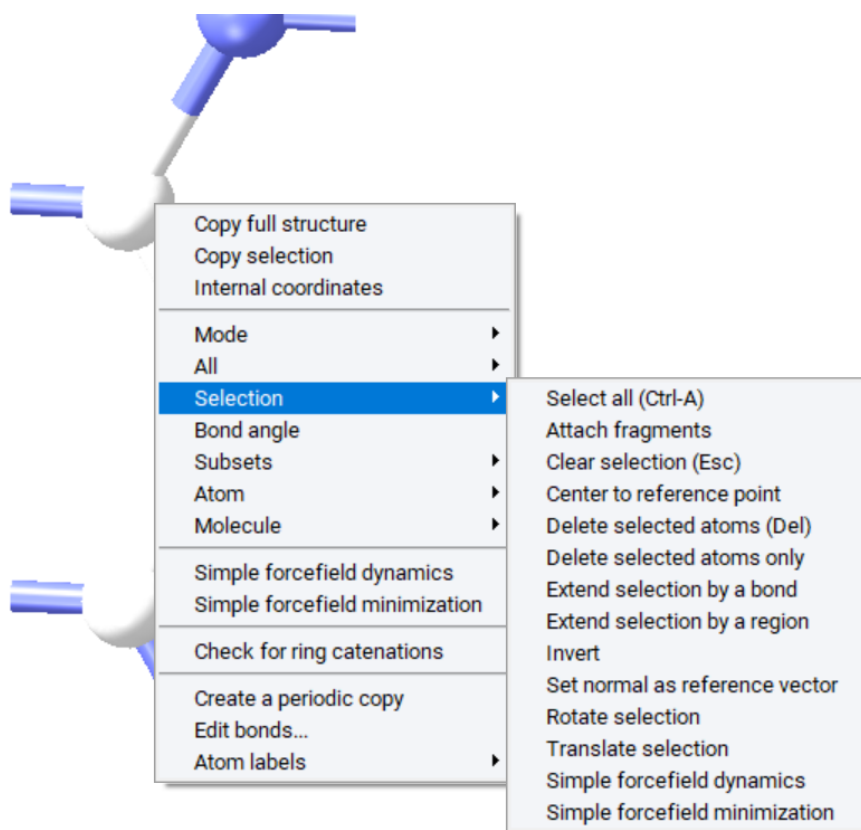 Copy full structure
Copy selection
Internal coordinates
Mode
All
Selection
Bond angle
Subsets
Atom
Molecule
Simple forcefield dynamics
Simple forcefield minimization
Check for ring catenations
Create a periodic copy
Edit bonds...
Atom labels
Select all (Ctrl-A)
Attach fragments
Clear selection (Esc)
Center to reference point
Delete selected atoms (Del)
Delete selected atoms only
Extend selection by a bond
Extend selection by a region
Invert
Set normal as reference vector
Rotate selection
Translate selection
Simple forcefield dynamics
Simple forcefield minimization